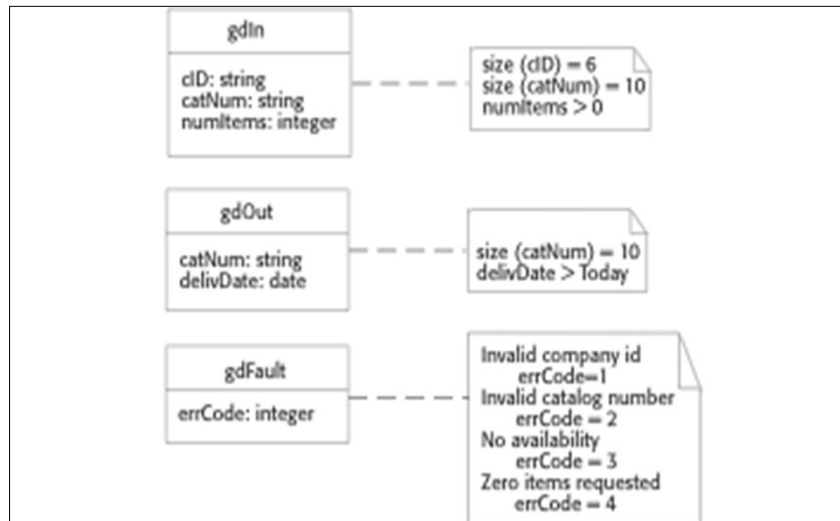 gdIn
cID: string
catNum: string
numItems: integer
size (cID) = 6
size (catNum) = 10
numItems > 0
gdOut
catNum: string
delivDate: date
size (catNum) = 10
delivDate > Today
gdFault
errCode: integer
Invalid company id
errCode=1
Invalid catalog number
errCode = 2
No availability
errCode = 3
Zero items requested
errCode = 4